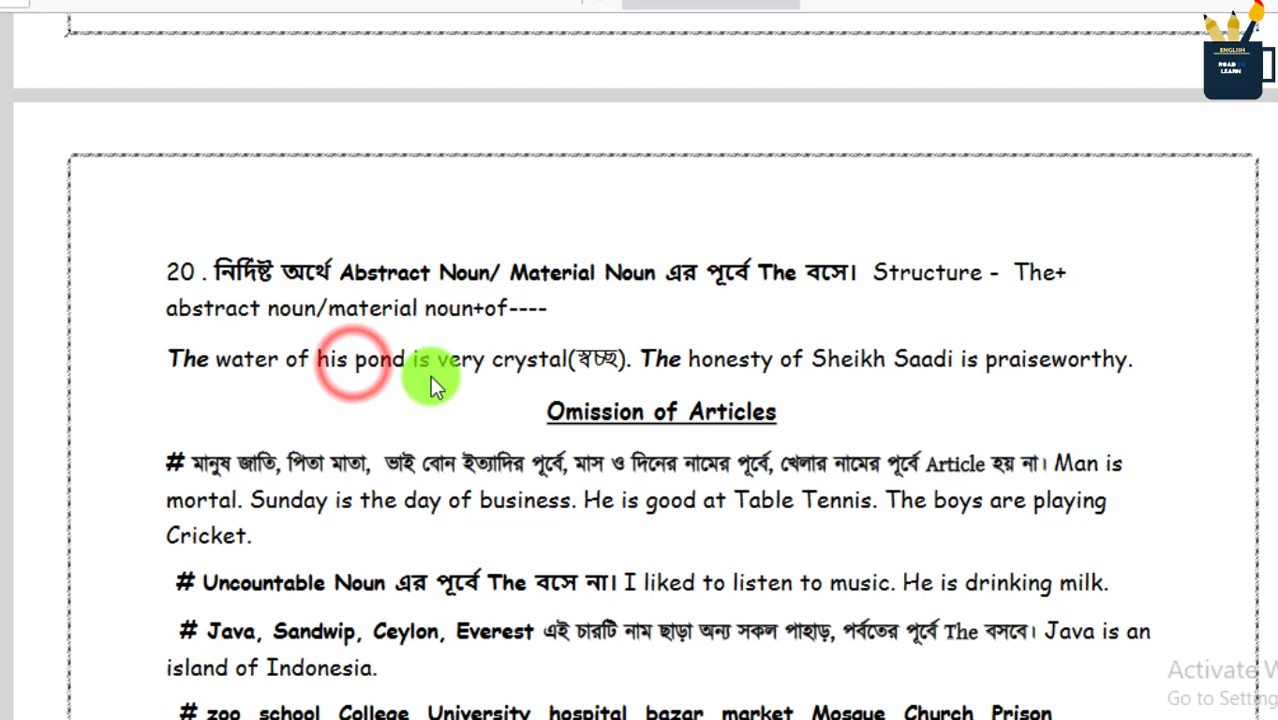 ENGLISH
ROAD TO
LEARN
20 . নির্দিষ্ট অর্থে Abstract Noun/ Material Noun এর পূর্বে The বসে। Structure - The+
abstract noun/material noun+of----
The water of his pond is very crystal(স্বচ্ছ). The honesty of Sheikh Saadi is praiseworthy.
Omission of Articles
# মানুষ জাতি, পিতা মাতা, ভাই বোন ইত্যাদির পূর্বে, মাস ও দিনের নামের পূর্বে, খেলার নামের পূর্বে Article হয় না। Man is
mortal. Sunday is the day of business. He is good at Table Tennis. The boys are playing
Cricket.
# Uncountable Noun এর পূর্বে The বসে না। I liked to listen to music. He is drinking milk.
# Java, Sandwip, Ceylon, Everest এই চারটি নাম ছাড়া অন্য সকল পাহাড়, পর্বতের পূর্বে The বসবে। Java is an
island of Indonesia.
Activate W
Go to Setting
# zoo school College University hospital bazar market Mosque Church Prison